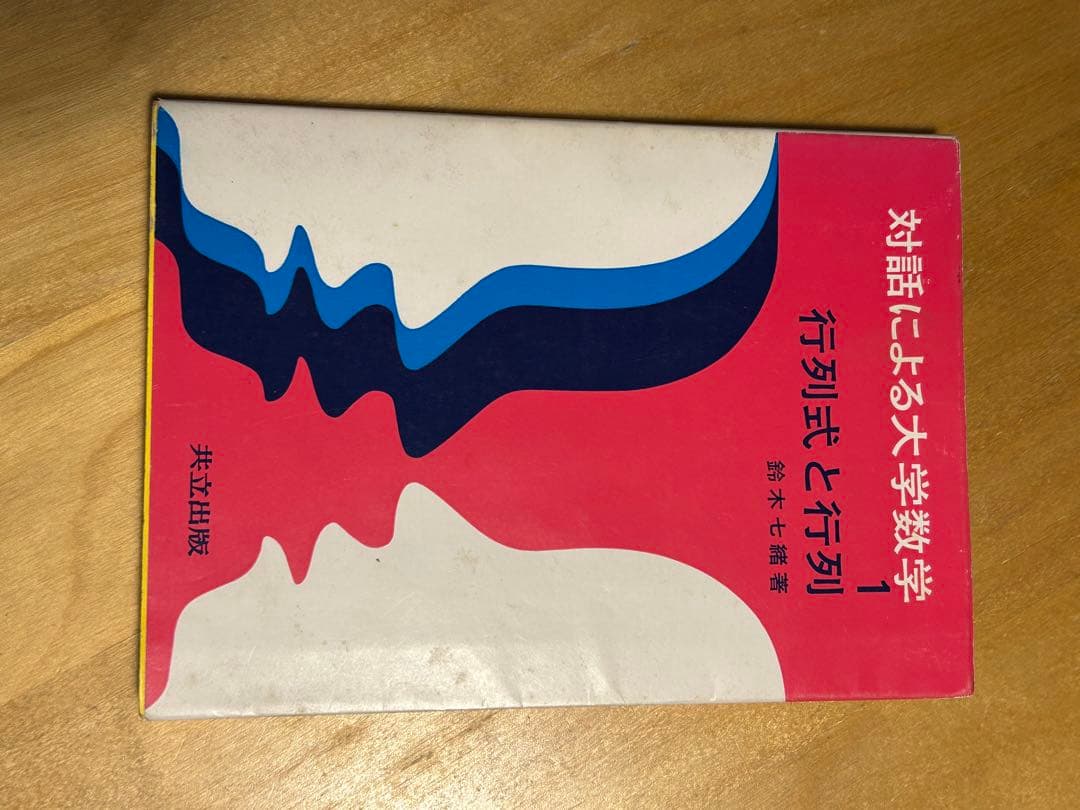 対話による大学数学
1
行列式と行列
鈴木七緒著
共立出版